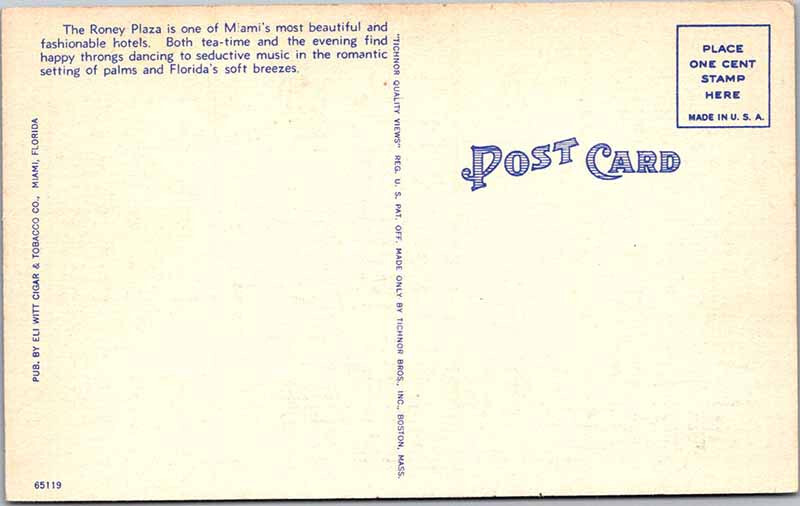 The Roney Plaza is one of Miami's most beautiful and
fashionable hotels. Both tea-time and the evening find
happy throngs dancing to seductive music in the romantic
setting of palms and Florida's soft breezes.
PUB. BY ELI WITT CIGAR & TOBACCO CO., MIAMI, FLORIDA
65119
"TICHNOR QUALITY VIEWS" REG. U. S. PAT. OFF. MADE ONLY BY TICHNOR BROS., INC., BOSTON, MASS.
PLACE
ONE CENT
STAMP
HERE
MADE IN U. S. A.
POST CARD